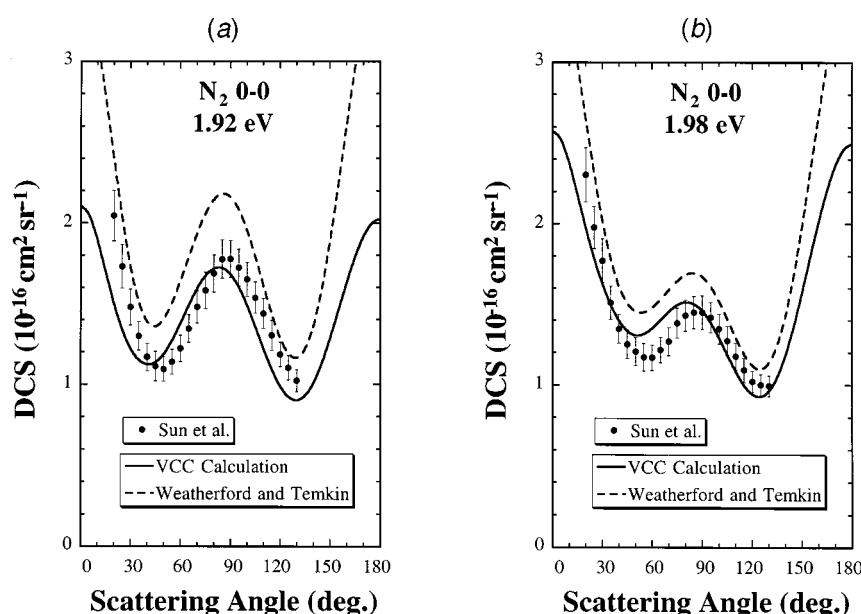 (a)
3
2
1
0
DCS (10⁻¹⁶ cm² sr⁻¹)
N₂ 0-0
1.92 eV
Sun et al.
VCC Calculation
Weatherford and Temkin
0 30 60 90 120 150 180
Scattering Angle (deg.)
(b)
3
2
1
0
DCS (10⁻¹⁶ cm² sr⁻¹)
N₂ 0-0
1.98 eV
Sun et al.
VCC Calculation
Weatherford and Temkin
0 30 60 90 120 150 180
Scattering Angle (deg.)